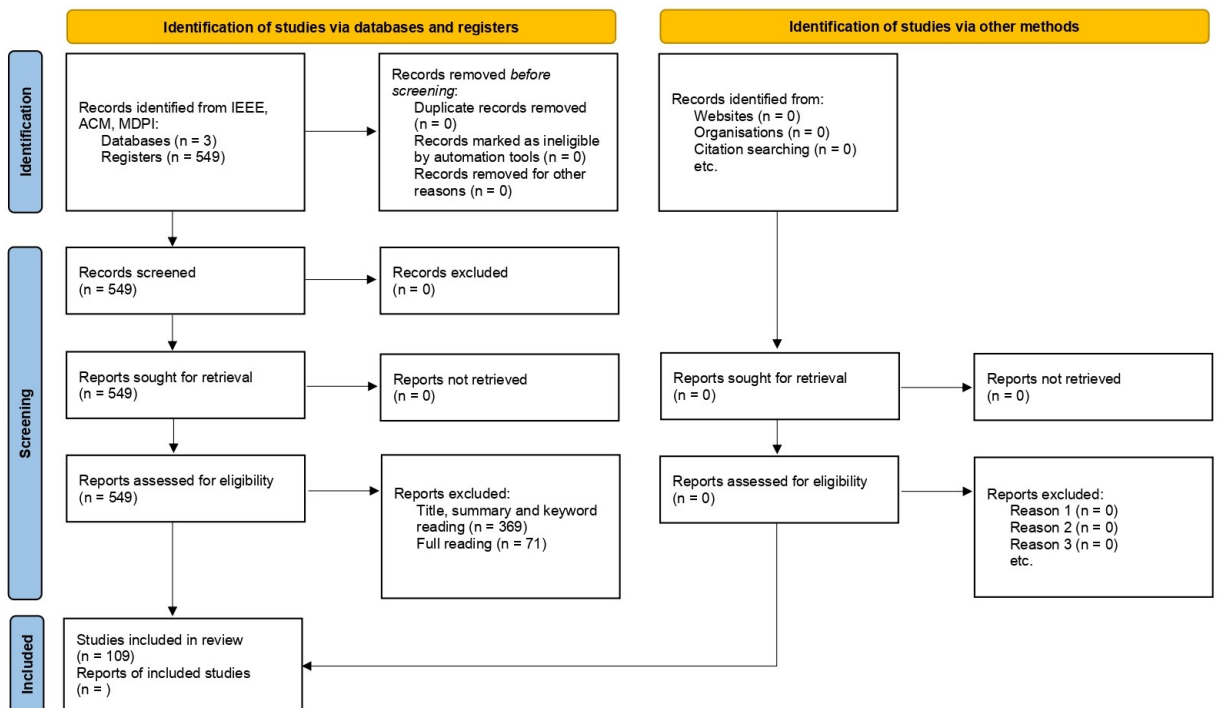 Identification of studies via databases and registers
Identification of studies via other methods
Identification
Records identified from IEEE,
ACM, MDPI:
Databases (n = 3)
Registers (n = 549)
Records removed before
screening:
Duplicate records removed
(n = 0)
Records marked as ineligible
by automation tools (n = 0)
Records removed for other
reasons (n = 0)
Records identified from:
Websites (n = 0)
Organisations (n = 0)
Citation searching (n = 0)
etc.
Screening
Records screened
(n = 549)
Records excluded
(n = 0)
Reports sought for retrieval
(n = 549)
Reports not retrieved
(n = 0)
Reports sought for retrieval
(n = 0)
Reports not retrieved
(n = 0)
Reports assessed for eligibility
(n = 549)
Reports excluded:
Title, summary and keyword
reading (n = 369)
Full reading (n = 71)
Reports assessed for eligibility
(n = 0)
Reports excluded:
Reason 1 (n = 0)
Reason 2 (n = 0)
Reason 3 (n = 0)
etc.
Included
Studies included in review
(n = 109)
Reports of included studies
(n = )